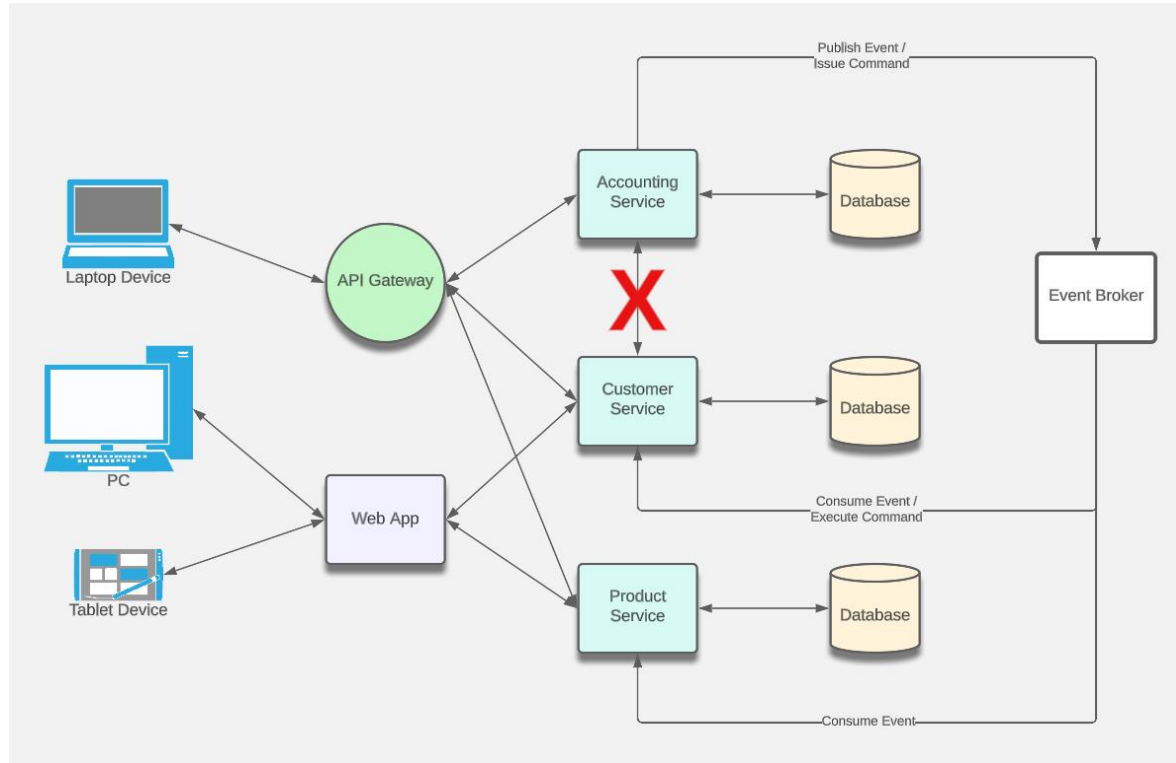 Publish Event /
Issue Command
Accounting
Service
Database
Laptop Device
API Gateway
Event Broker
X
Customer
Service
Database
PC
Web App
Consume Event /
Execute Command
Tablet Device
Product
Service
Database
Consume Event